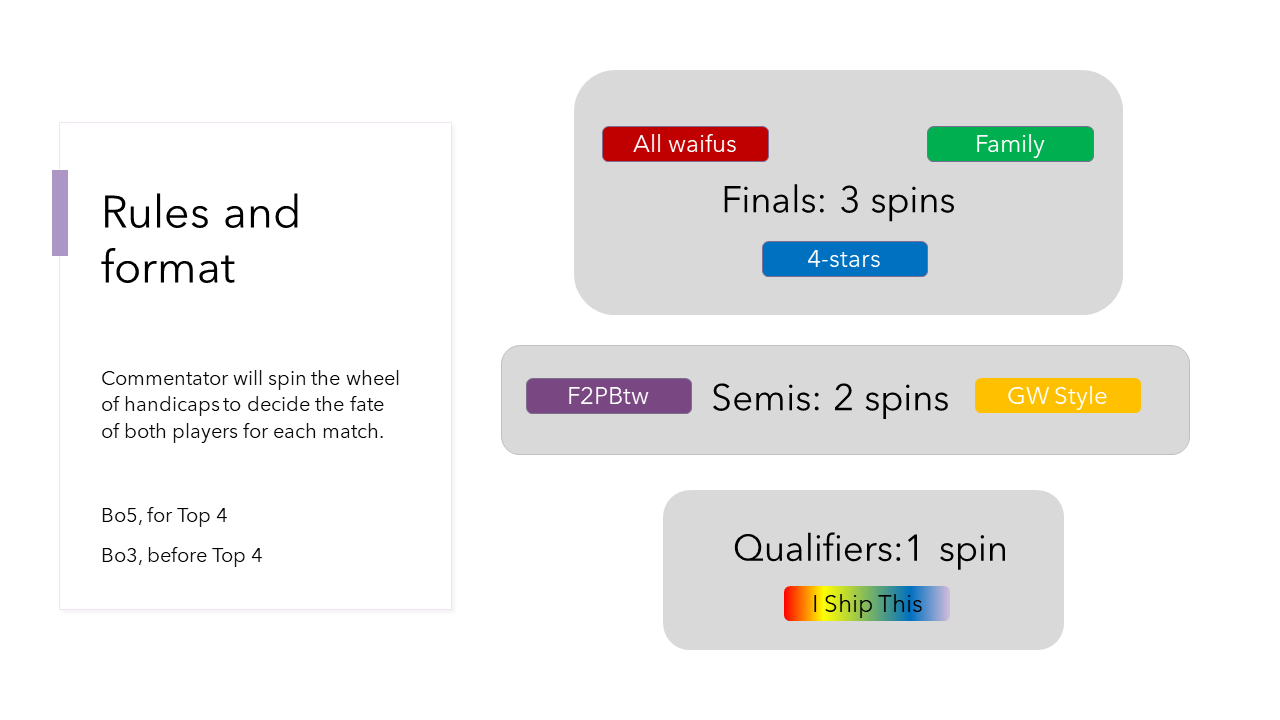 Rules and
format
Commentator will spin the wheel
of handicaps to decide the fate
of both players for each match.
Bo5, for Top 4
Bo3, before Top 4
All waifus
Family
Finals: 3 spins
4-stars
F2PBtw
Semis: 2 spins
GW Style
Qualifiers:1 spin
I Ship This